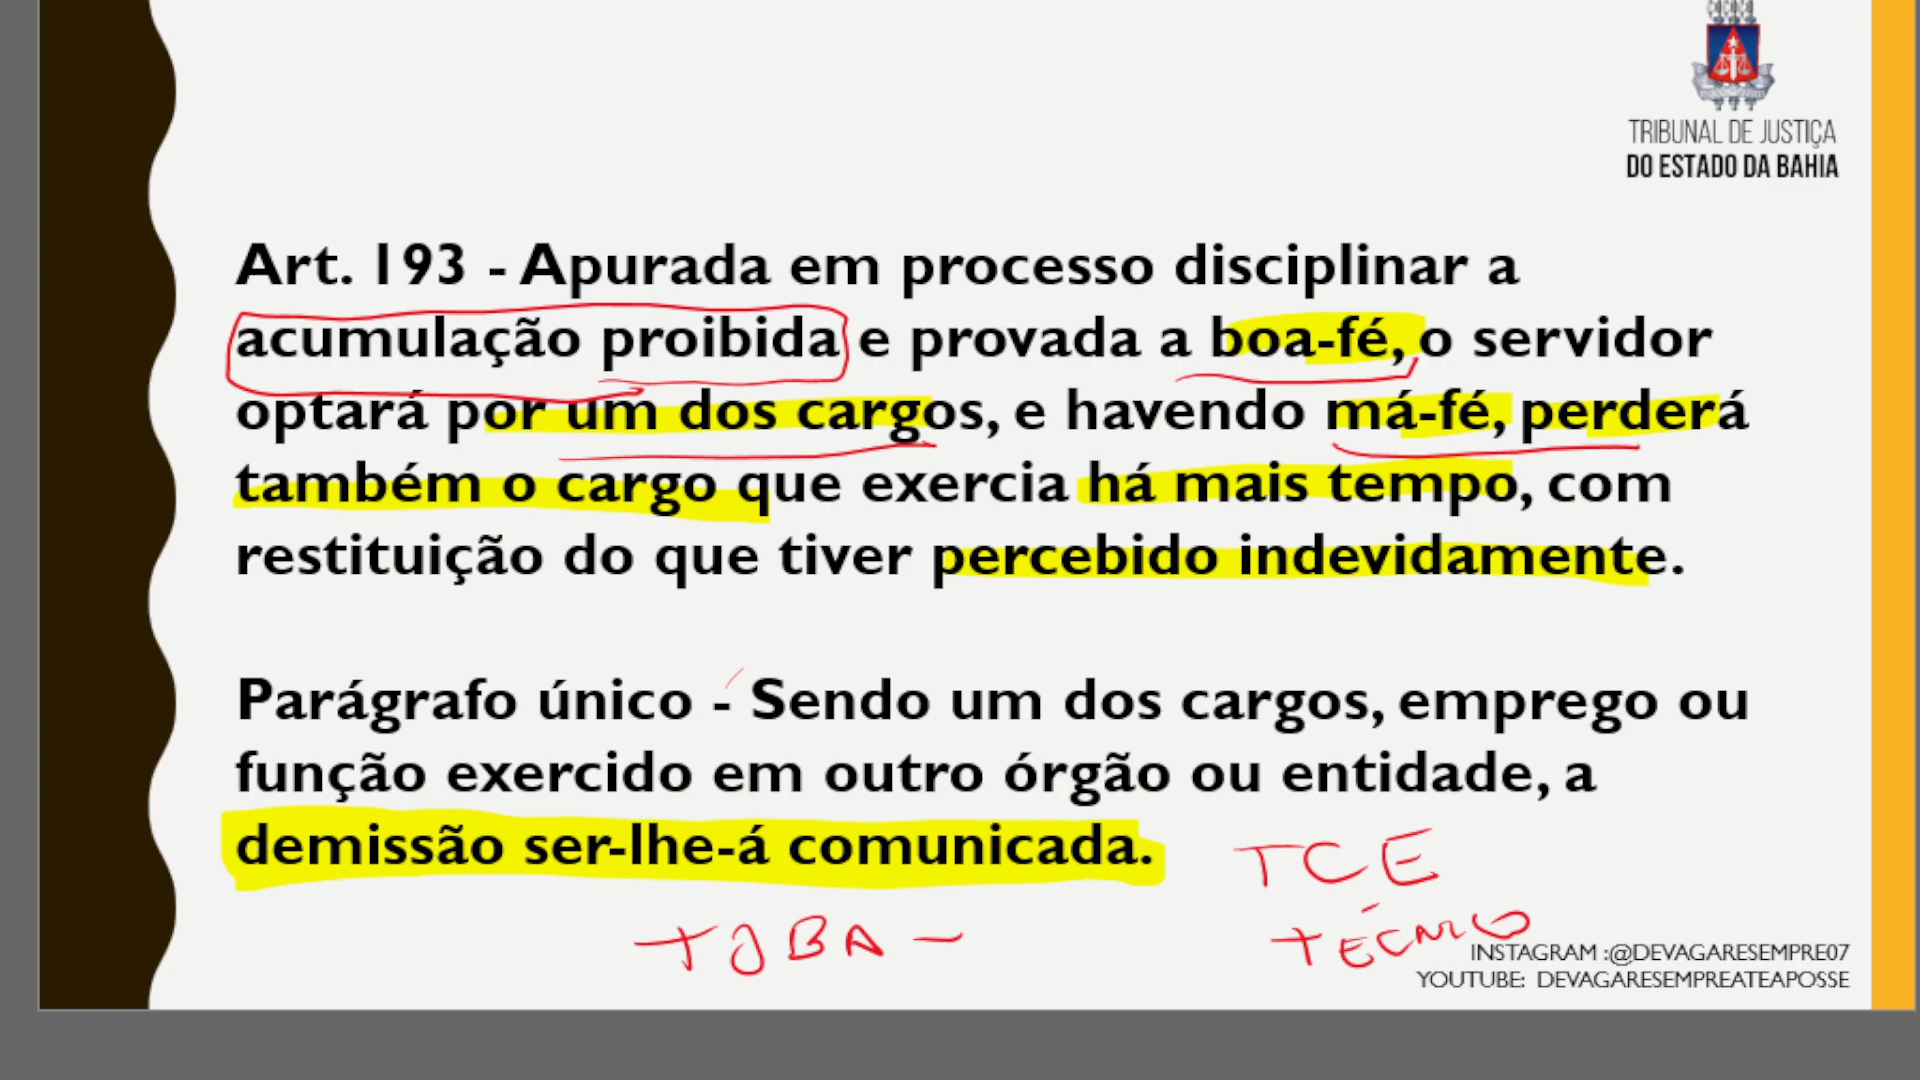 TRIBUNAL DE JUSTIÇA
DO ESTADO DA BAHIA
Art. 193 - Apurada em processo disciplinar a
acumulação proibida e provada a boa-fé, o servidor
optará por um dos cargos, e havendo má-fé, perderá
também o cargo que exercia há mais tempo, com
restituição do que tiver percebido indevidamente.
Parágrafo único - Sendo um dos cargos, emprego ou
função exercido em outro órgão ou entidade, a
demissão ser-lhe-á comunicada.
TCE
TJBA - TÉCNICO
INSTAGRAM :@DEVAGARESEMPRE07
YOUTUBE: DEVAGARESEMPREATEAPOSSE